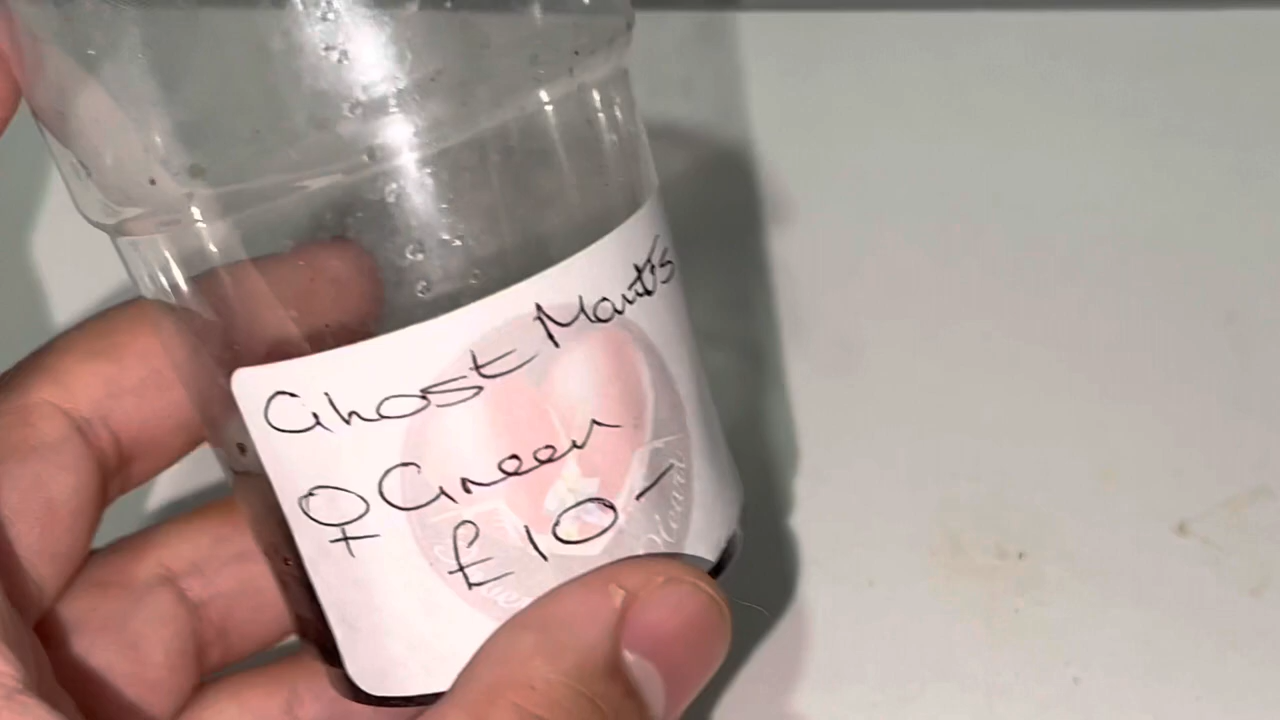 Ghost Mantis
♀ Green
£10-